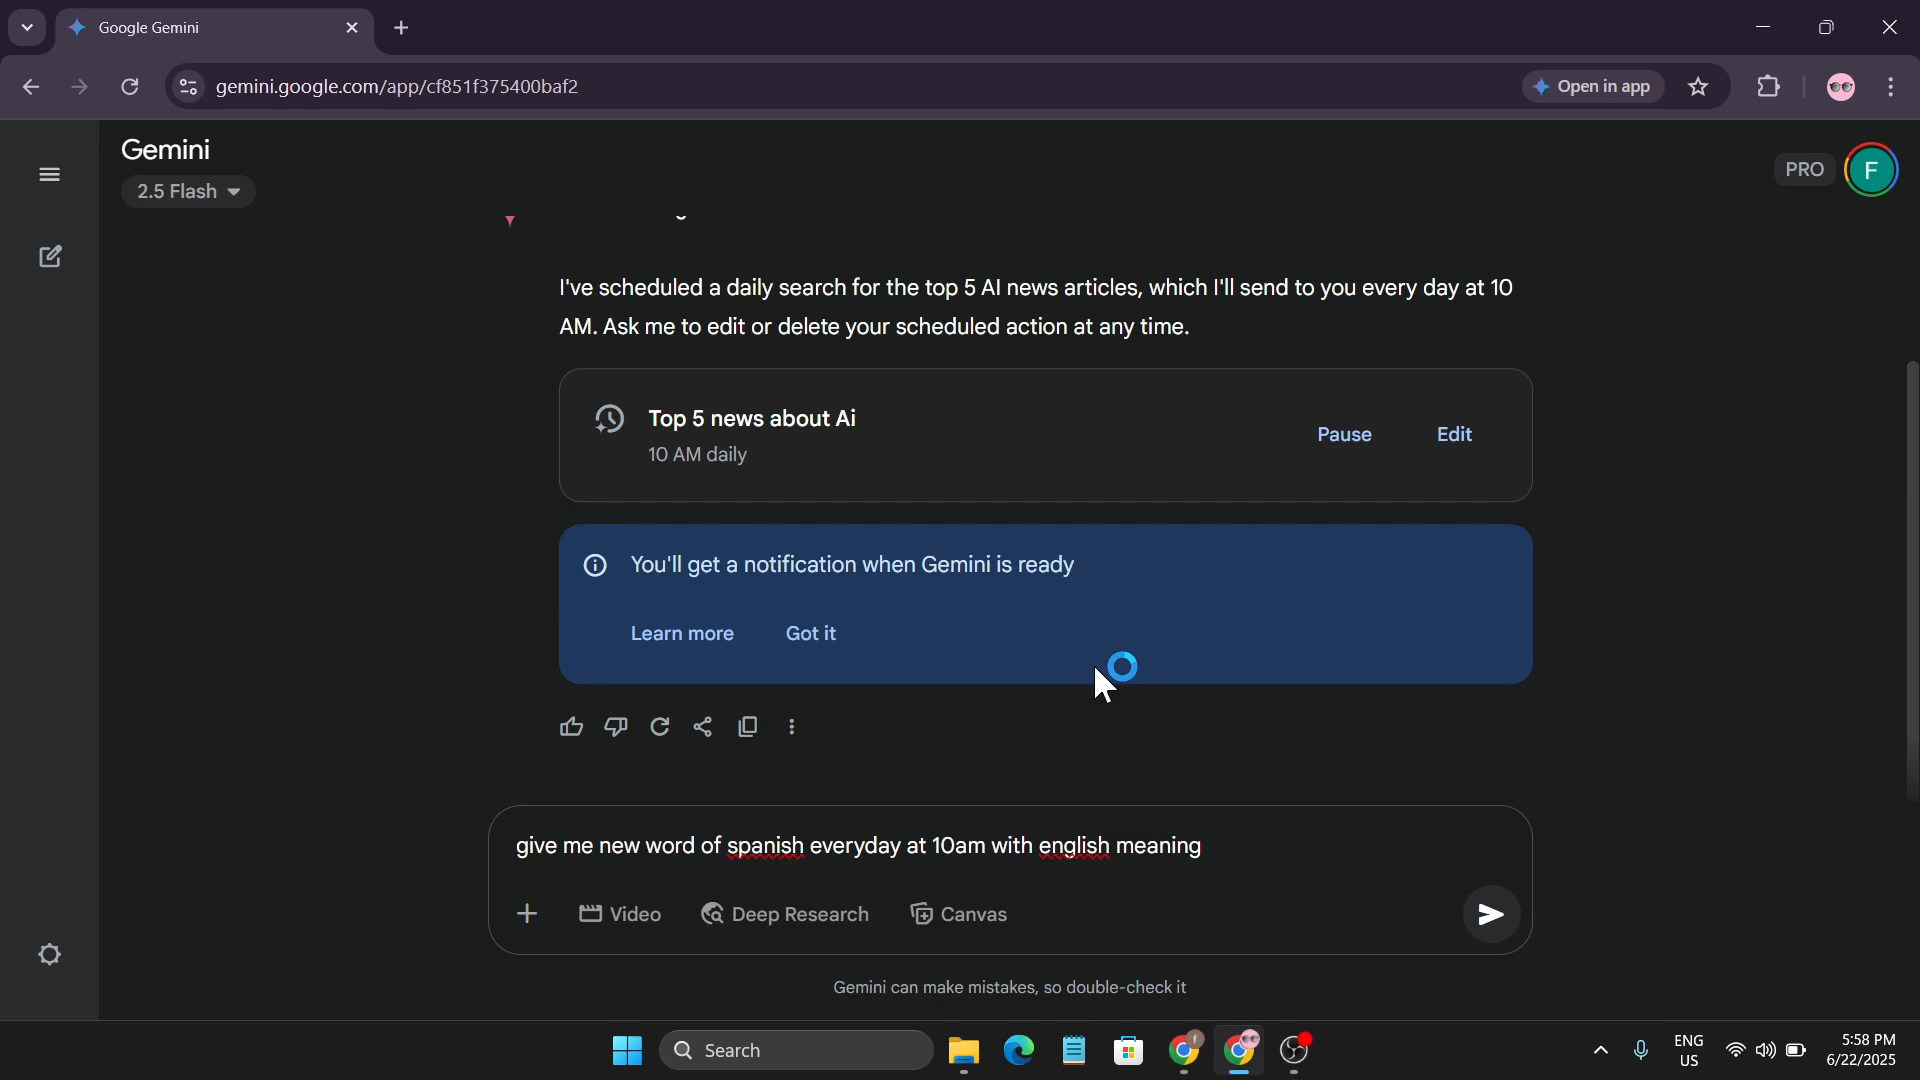 Google Gemini
gemini.google.com/app/cf851f375400baf2
Open in app
Gemini
2.5 Flash
PRO
F
I've scheduled a daily search for the top 5 AI news articles, which I'll send to you every day at 10
AM. Ask me to edit or delete your scheduled action at any time.
Top 5 news about Ai
10 AM daily
Pause
Edit
You'll get a notification when Gemini is ready
Learn more
Got it
give me new word of spanish everyday at 10am with english meaning
Video
Deep Research
Canvas
Gemini can make mistakes, so double-check it
Search
ENG
US
5:58 PM
6/22/2025